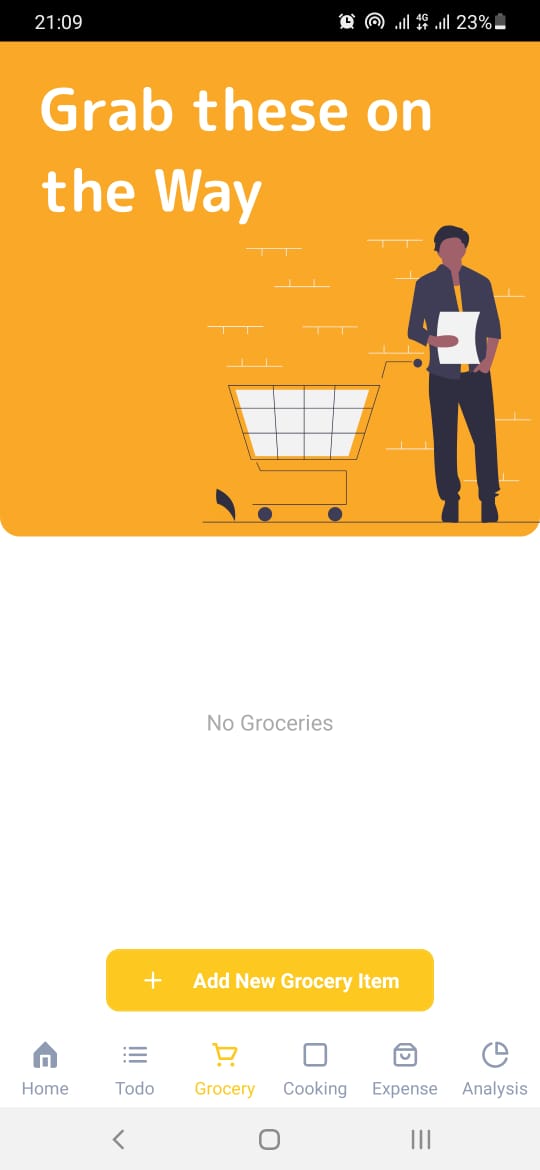 21:09
4G
23%
Grab these on
the Way
No Groceries
Add New Grocery Item
Home
Todo
Grocery
Cooking
Expense
Analysis